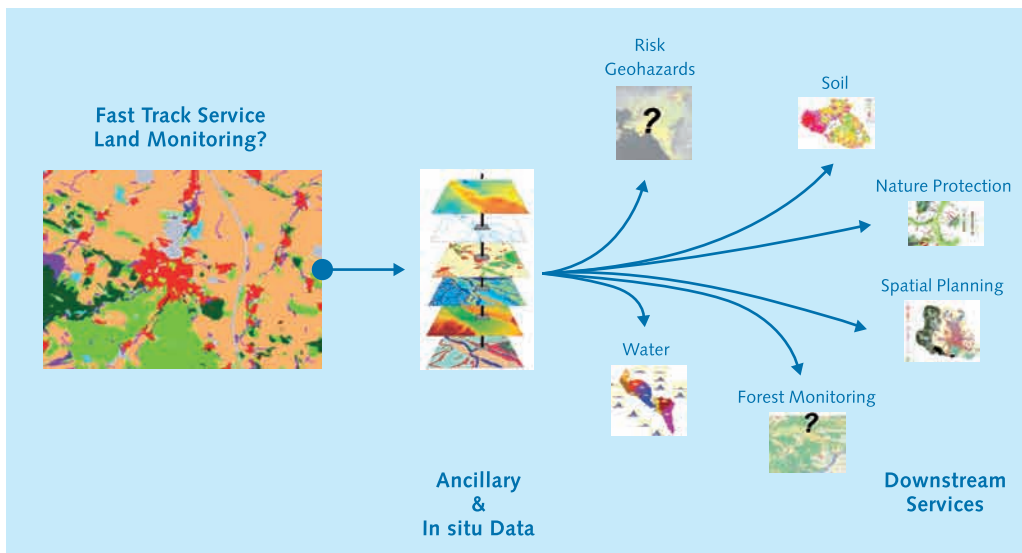 Fast Track Service
Land Monitoring?
Risk
Geohazards
?
Soil
Nature Protection
Spatial Planning
Water
Forest Monitoring
?
Ancillary
&
In situ Data
Downstream
Services